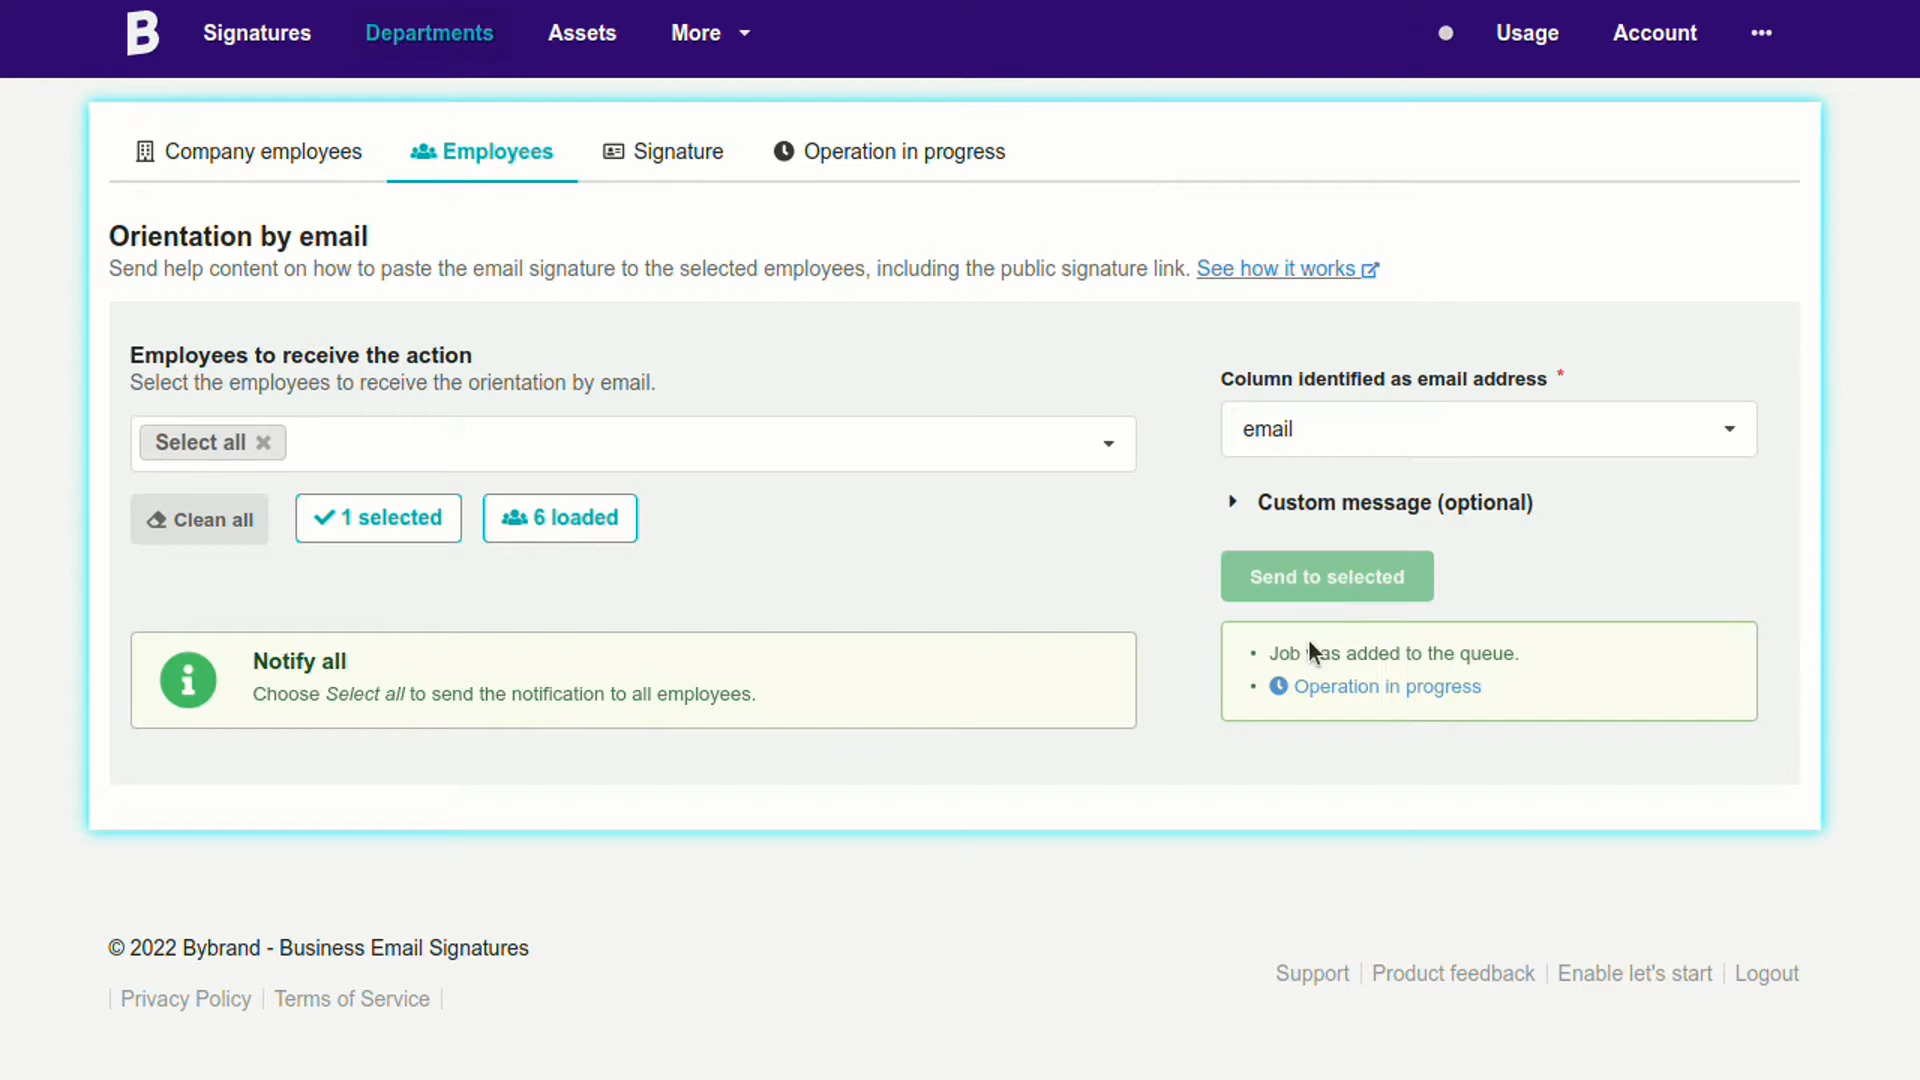 B Signatures Departments Assets More Usage Account
Company employees Employees Signature Operation in progress
Orientation by email
Send help content on how to paste the email signature to the selected employees, including the public signature link. See how it works
Employees to receive the action
Select the employees to receive the orientation by email.
Select all
Clean all 1 selected 6 loaded
Notify all
Choose Select all to send the notification to all employees.
Column identified as email address *
email
Custom message (optional)
Send to selected
• Job was added to the queue.
• Operation in progress
© 2022 Bybrand - Business Email Signatures
| Privacy Policy | Terms of Service |
Support | Product feedback | Enable let's start | Logout